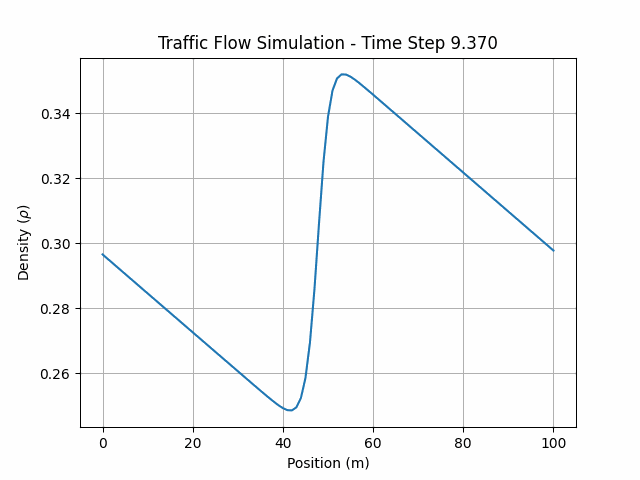 Traffic Flow Simulation - Time Step 9.370
0.34
0.32
0.30
0.28
0.26
Density (ρ)
0 20 40 60 80 100
Position (m)